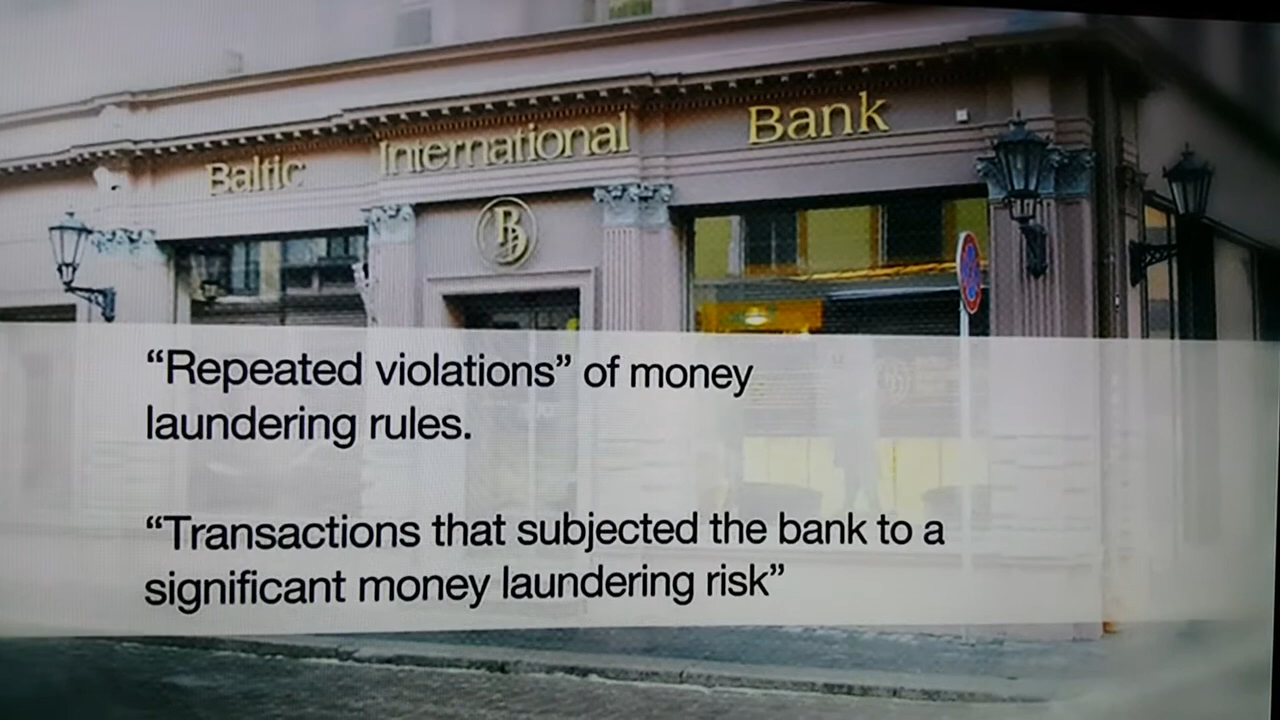 Baltic International Bank
“Repeated violations” of money
laundering rules.
“Transactions that subjected the bank to a
significant money laundering risk”